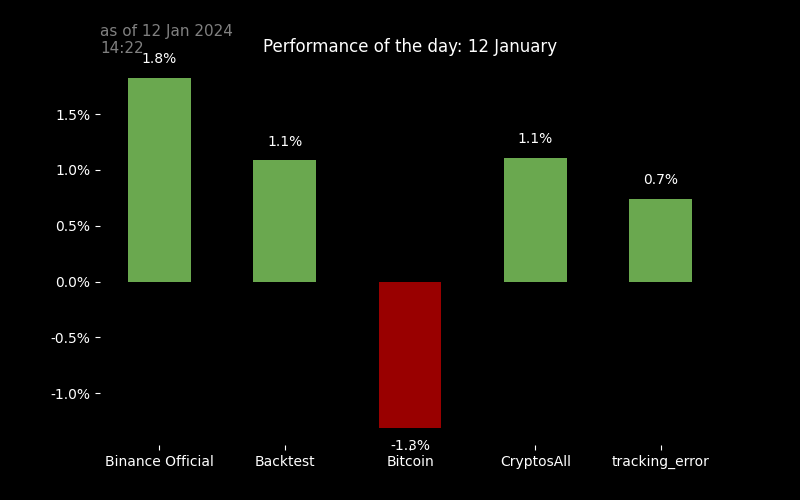 as of 12 Jan 2024
14:22
Performance of the day: 12 January
1.8%
1.1%
-1.3%
1.1%
0.7%
1.5%
1.0%
0.5%
0.0%
-0.5%
-1.0%
Binance Official
Backtest
Bitcoin
CryptosAll
tracking_error